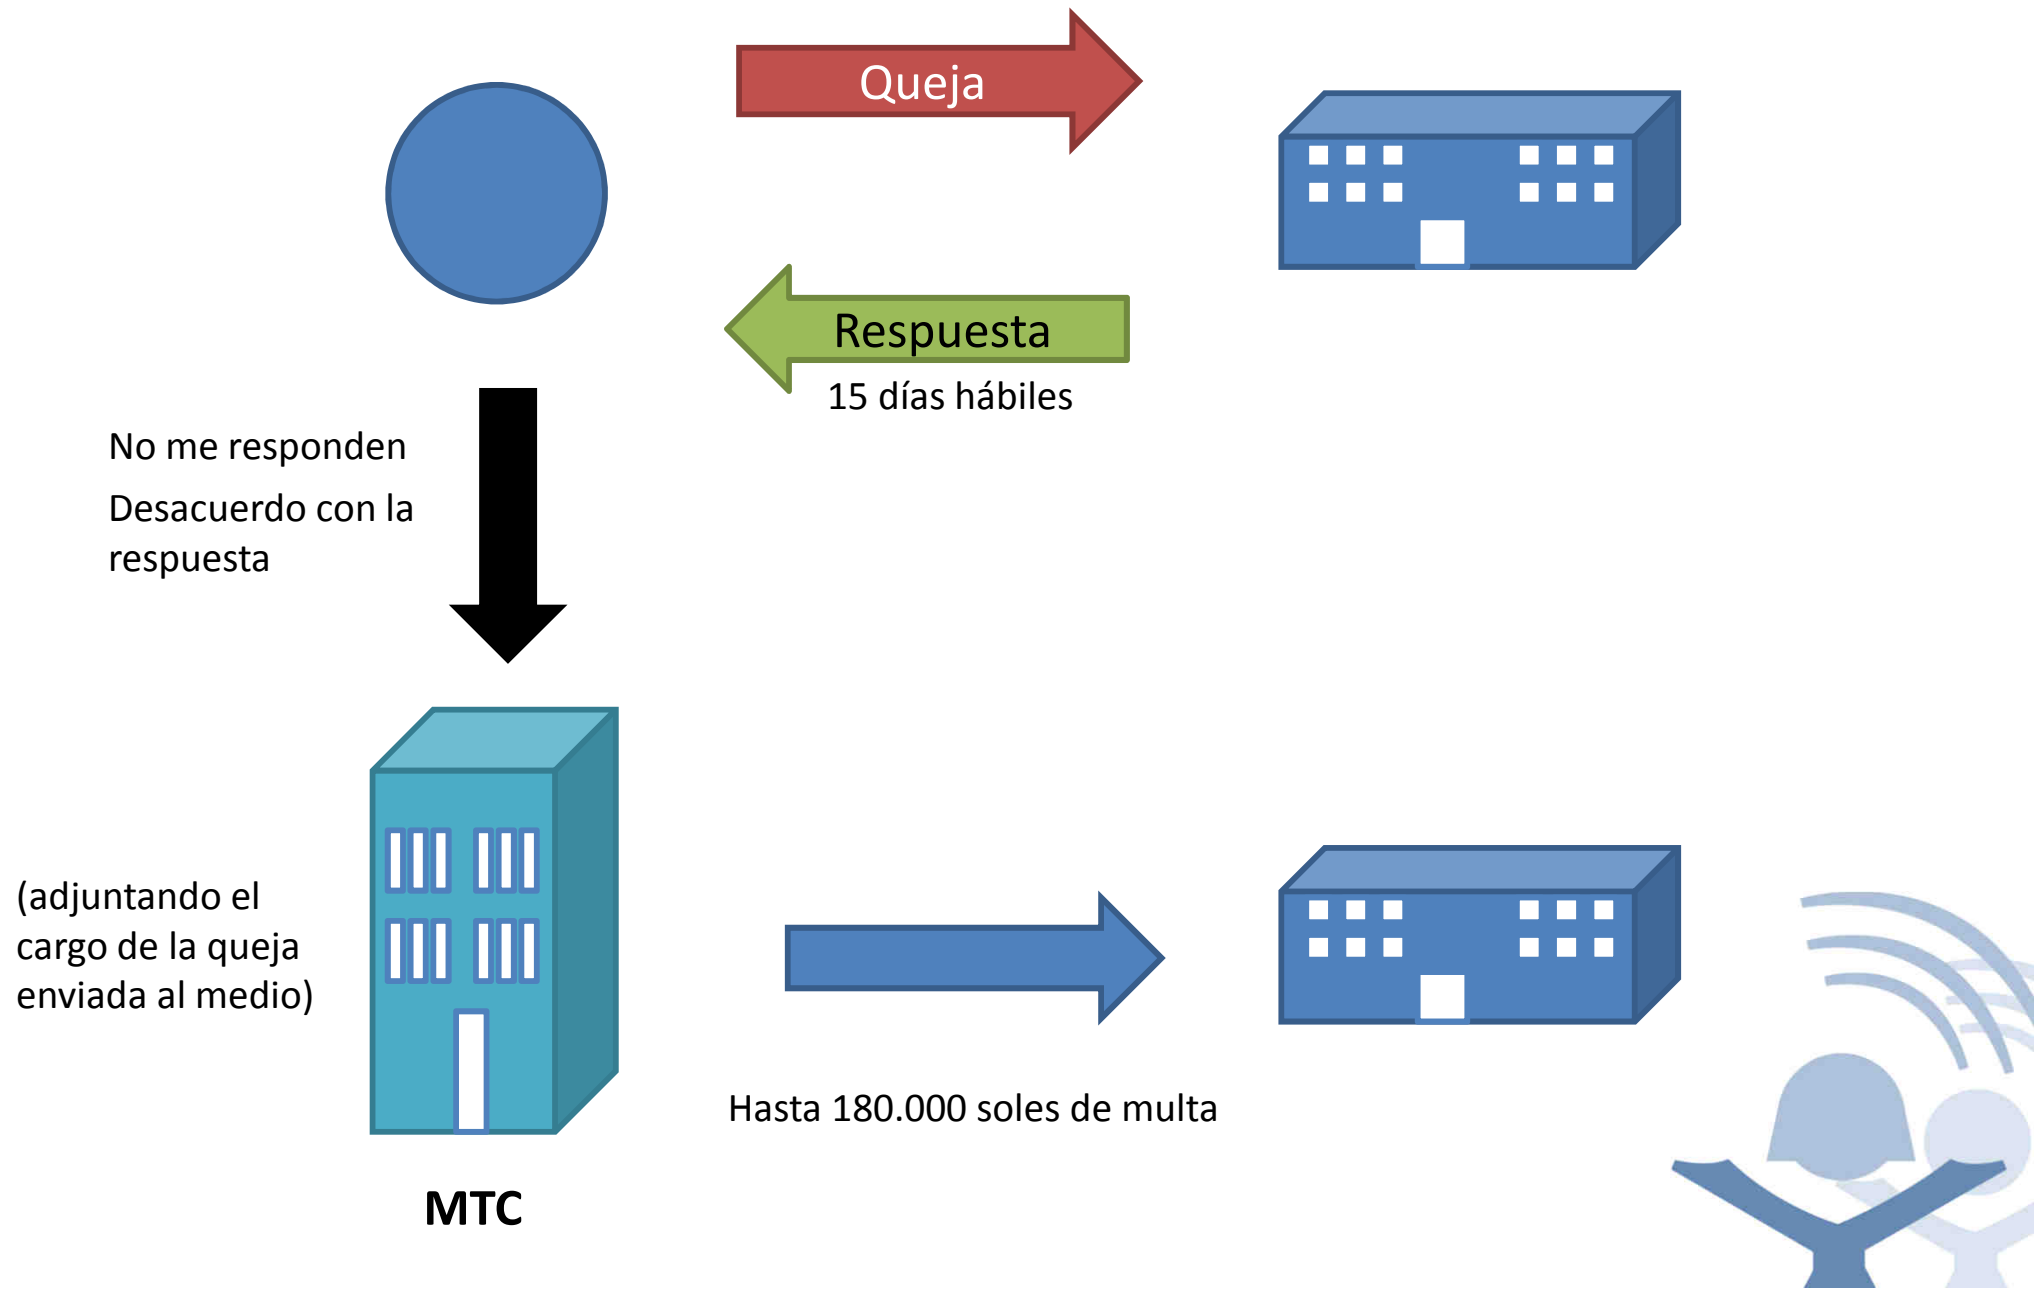 Queja
Respuesta
15 días hábiles
No me responden
Desacuerdo con la
respuesta
(adjuntando el
cargo de la queja
enviada al medio)
Hasta 180.000 soles de multa
MTC